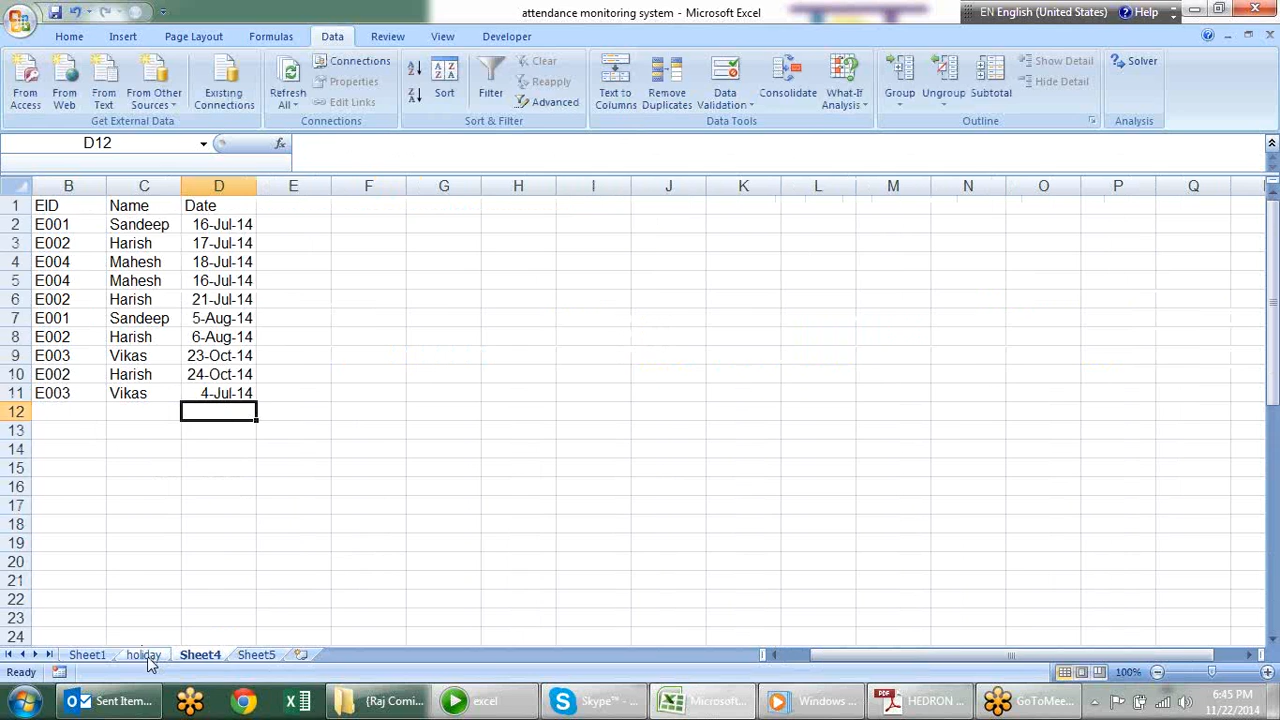 attendance monitoring system - Microsoft Excel
EN English (United States)
Help
Home Insert Page Layout Formulas Data Review View Developer
From Access
From Web
From Text
From Other Sources
Existing Connections
Get External Data
Refresh All
Connections
Properties
Edit Links
Connections
Sort
Filter
Clear
Reapply
Advanced
Sort & Filter
Text to Columns
Remove Duplicates
Data Validation
Consolidate
What-If Analysis
Data Tools
Group
Ungroup
Subtotal
Show Detail
Hide Detail
Outline
Solver
Analysis
D12
fx
B C D E F G H I J K L M N O P Q
1 EID Name Date
2 E001 Sandeep 16-Jul-14
3 E002 Harish 17-Jul-14
4 E004 Mahesh 18-Jul-14
5 E004 Mahesh 16-Jul-14
6 E002 Harish 21-Jul-14
7 E001 Sandeep 5-Aug-14
8 E002 Harish 6-Aug-14
9 E003 Vikas 23-Oct-14
10 E002 Harish 24-Oct-14
11 E003 Vikas 4-Jul-14
12
13
14
15
16
17
18
19
20
21
22
23
24
Sheet1 holiday Sheet4 Sheet5
Ready
100%
Sent Item...
(Raj Comi...
excel
Skype™ - ...
Microsoft...
Windows ...
HEDRON ...
GoToMee...
6:45 PM
11/22/2014